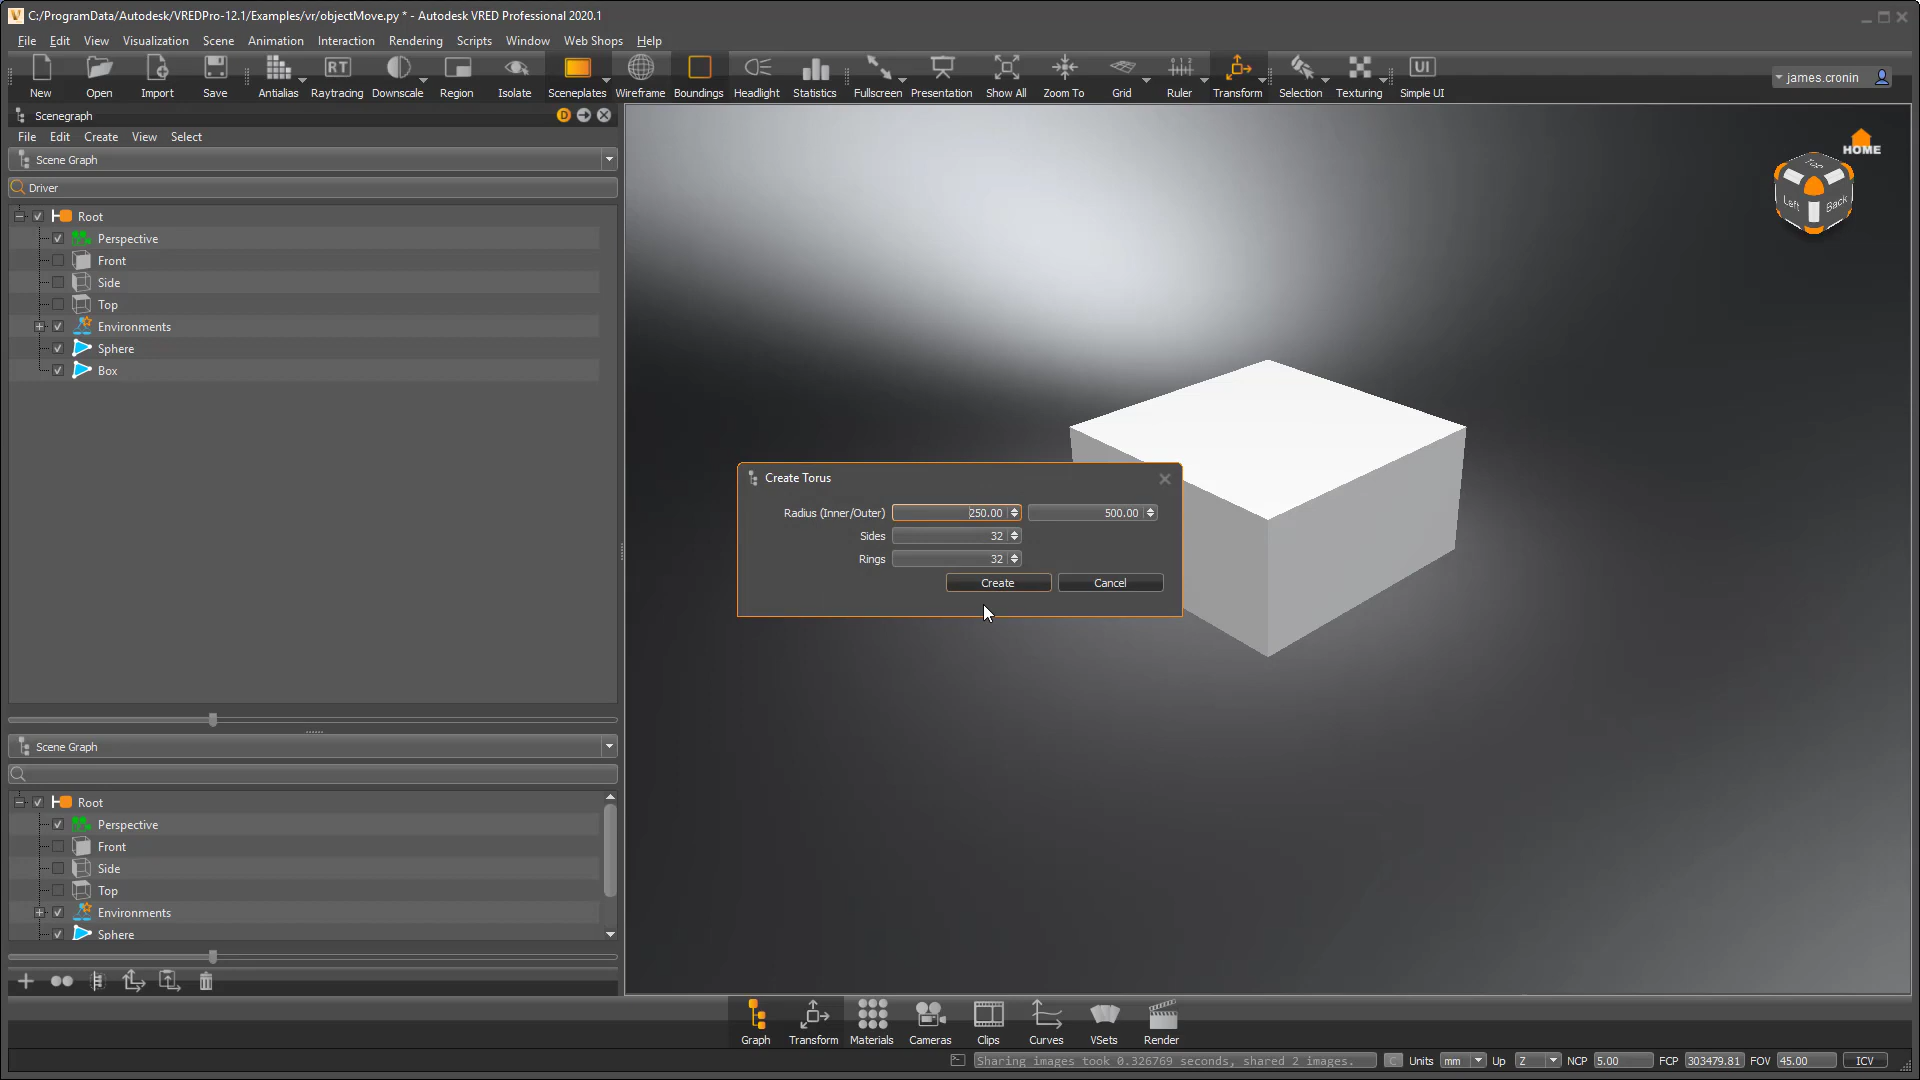 C:/ProgramData/Autodesk/VREDPro-12.1/Examples/vr/objectMove.py * - Autodesk VRED Professional 2020.1
File Edit View Visualization Scene Animation Interaction Rendering Scripts Window Web Shops Help
RT UI
New Open Import Save Antialias Raytracing Downscale Region Isolate Sceneplates Wireframe Boundings Headlight Statistics Fullscreen Presentation Show All Zoom To Grid Ruler Transform Selection Texturing Simple UI
james.cronin
Scenegraph D
File Edit Create View Select
Scene Graph
Driver
Root
Perspective
Front
Side
Top
Environments
Sphere
Box
HOME
Top
Left Back
Create Torus
Radius (Inner/Outer) 250.00 500.00
Sides 32
Rings 32
Create Cancel
Scene Graph
Root
Perspective
Front
Side
Top
Environments
Sphere
Graph Transform Materials Cameras Clips Curves VSets Render
Sharing images took 0.326769 seconds, shared 2 images. C Units mm Up Z NCP 5.00 FCP 303479.81 FOV 45.00 ICV